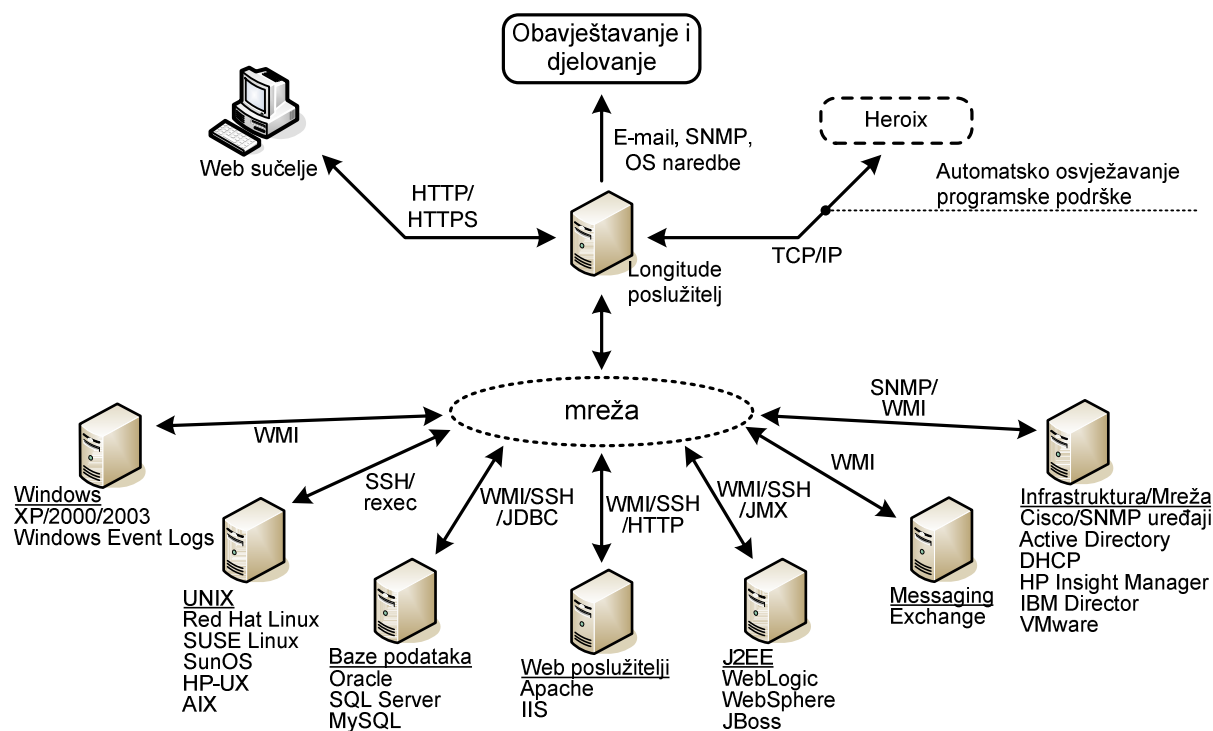 Obavještavanje i
djelovanje
Heroix
E-mail, SNMP,
OS naredbe
Web sučelje
Automatsko osvježavanje
programske podrške
HTTP/
HTTPS
TCP/IP
Longitude
poslužitelj
mreža
SNMP/
WMI
WMI
WMI
SSH/
rexec
WMI/SSH
/JDBC
WMI/SSH
/HTTP
WMI/SSH
/JMX
Windows
XP/2000/2003
Windows Event Logs
UNIX
Red Hat Linux
SUSE Linux
SunOS
HP-UX
AIX
Baze podataka
Oracle
SQL Server
MySQL
Web poslužitelji
Apache
IIS
J2EE
WebLogic
WebSphere
JBoss
Messaging
Exchange
Infrastruktura/Mreža
Cisco/SNMP uređaji
Active Directory
DHCP
HP Insight Manager
IBM Director
VMware